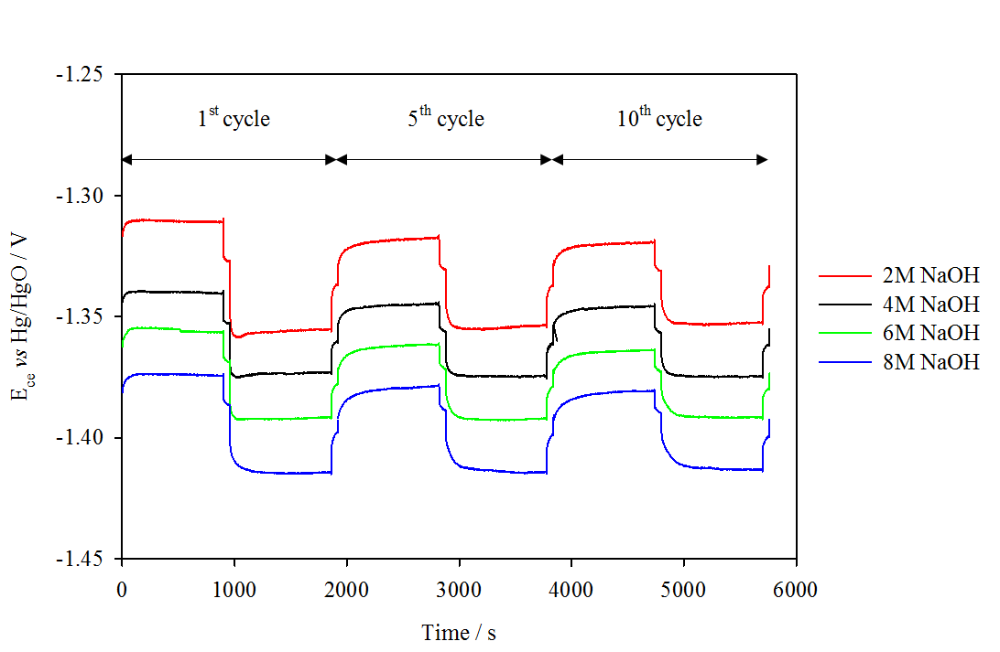 -1.25
1st cycle
5th cycle
10th cycle
-1.30
-1.35
-1.40
-1.45
Ece vs Hg/HgO / V
0
1000
2000
3000
4000
5000
6000
Time / s
2M NaOH
4M NaOH
6M NaOH
8M NaOH